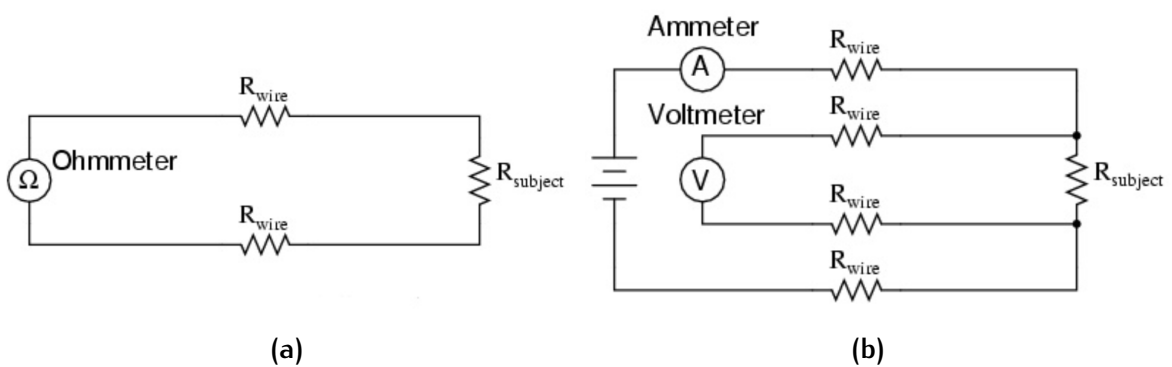 R_wire
Ohmmeter
Ω
R_subject
R_wire
(a)
Ammeter
A
R_wire
Voltmeter
R_wire
V
R_subject
R_wire
R_wire
(b)